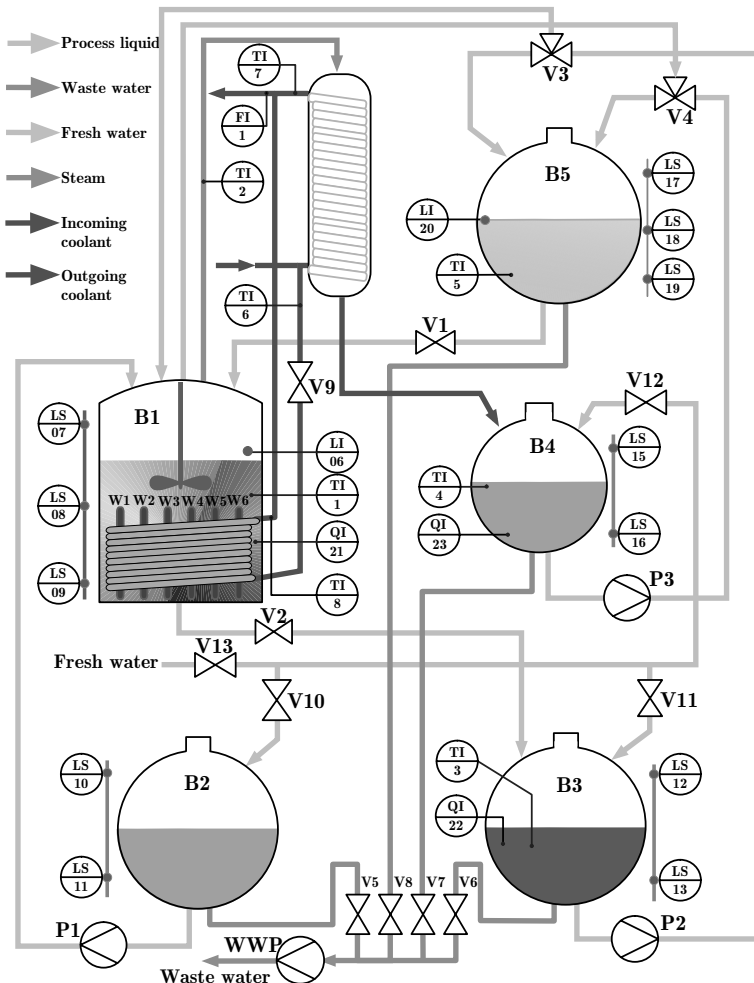 Process liquid
Waste water
Fresh water
Steam
Incoming
coolant
Outgoing
coolant
TI
7
FI
1
TI
2
TI
6
V3
V4
B5
LS
17
LS
18
LS
19
LI
20
TI
5
V1
V9
V12
B1
LS
07
LS
08
LS
09
LI
06
TI
1
QI
21
TI
8
W1 W2 W3 W4 W5 W6
B4
LS
15
LS
16
TI
4
QI
23
P3
V2
V13
Fresh water
V10
V11
B2
LS
10
LS
11
TI
3
QI
22
B3
LS
12
LS
13
V5 V8 V7 V6
P1
WWP
Waste water
P2